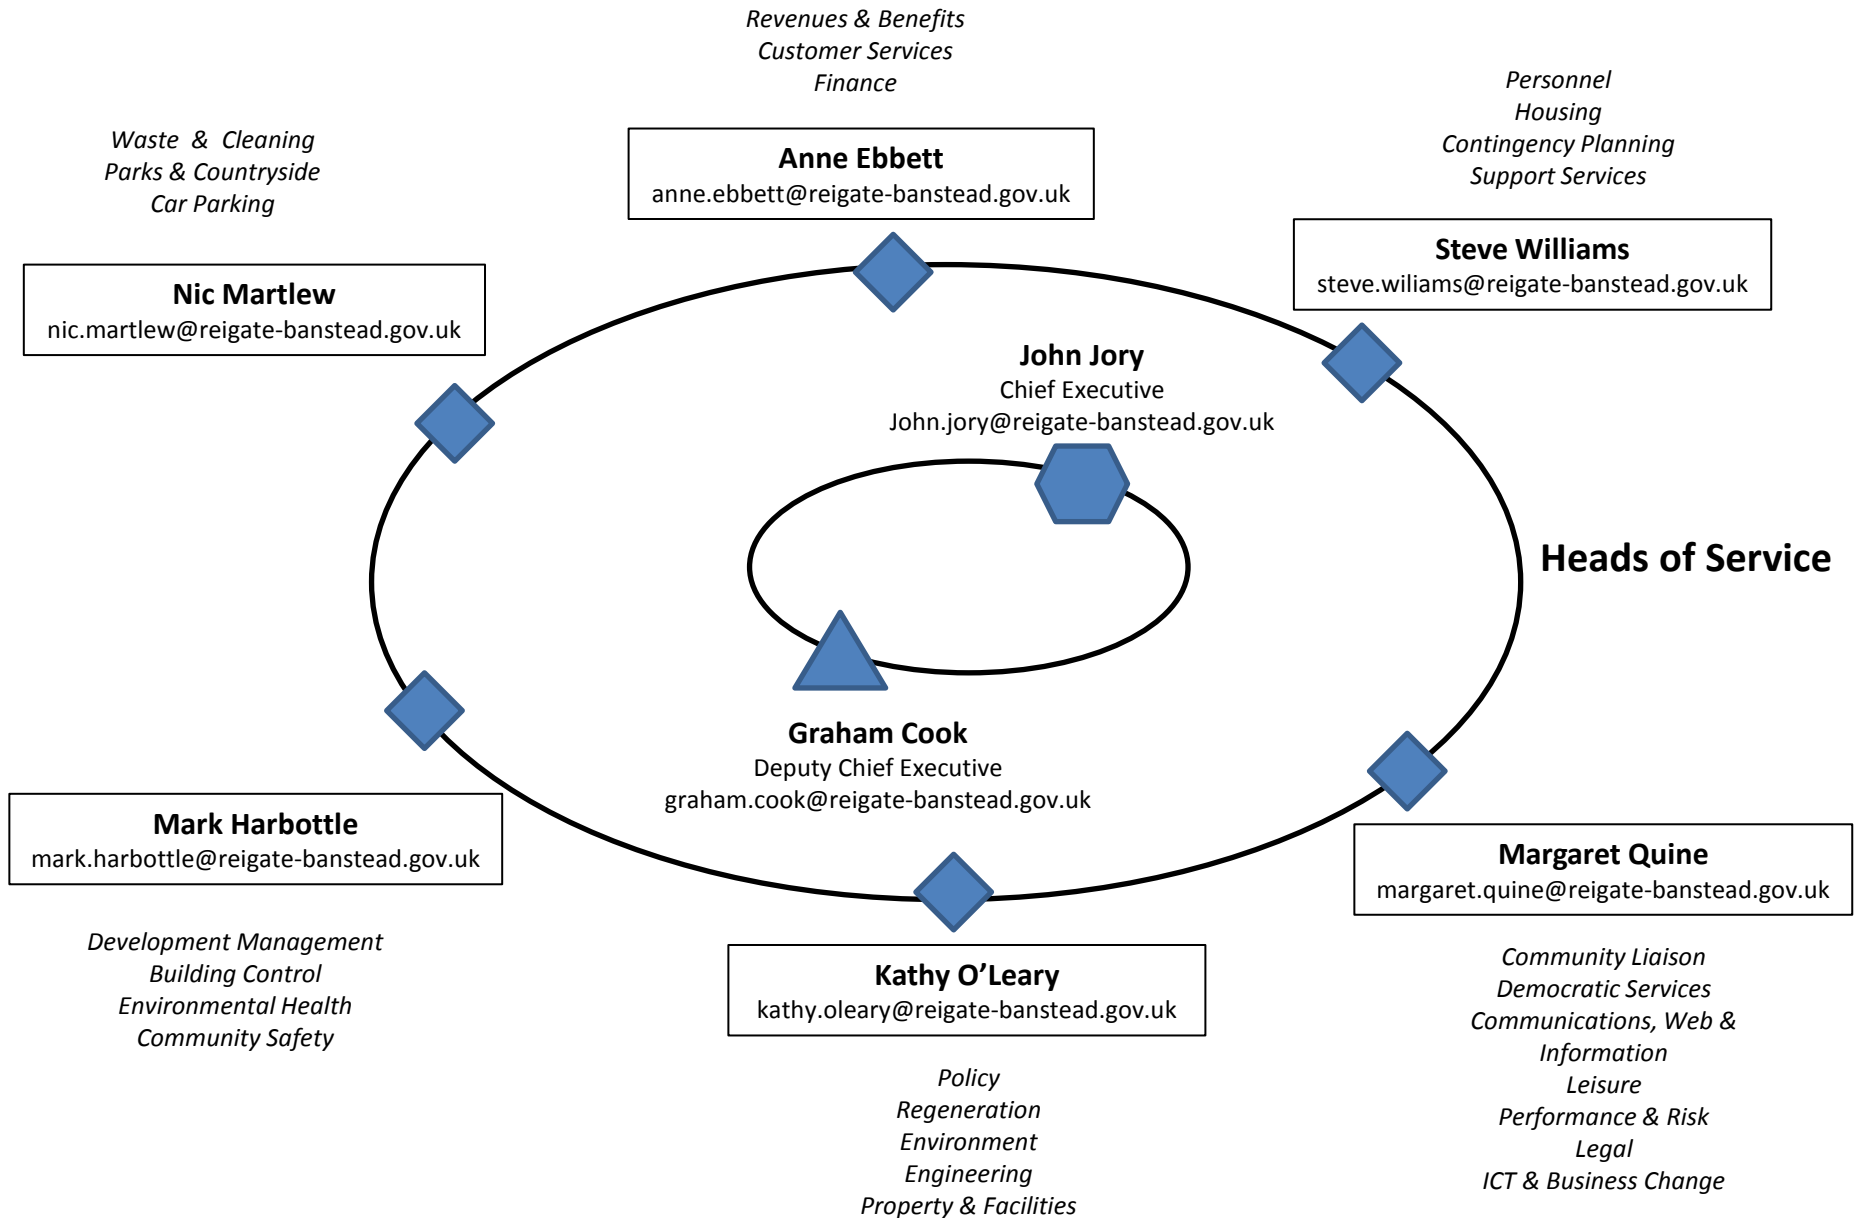 Revenues & Benefits
Customer Services
Finance
Anne Ebbett
anne.ebbett@reigate-banstead.gov.uk
Personnel
Housing
Contingency Planning
Support Services
Steve Williams
steve.wiliams@reigate-banstead.gov.uk
Waste & Cleaning
Parks & Countryside
Car Parking
Nic Martlew
nic.martlew@reigate-banstead.gov.uk
John Jory
Chief Executive
John.jory@reigate-banstead.gov.uk
Heads of Service
Graham Cook
Deputy Chief Executive
graham.cook@reigate-banstead.gov.uk
Mark Harbottle
mark.harbottle@reigate-banstead.gov.uk
Development Management
Building Control
Environmental Health
Community Safety
Kathy O’Leary
kathy.oleary@reigate-banstead.gov.uk
Policy
Regeneration
Environment
Engineering
Property & Facilities
Margaret Quine
margaret.quine@reigate-banstead.gov.uk
Community Liaison
Democratic Services
Communications, Web &
Information
Leisure
Performance & Risk
Legal
ICT & Business Change